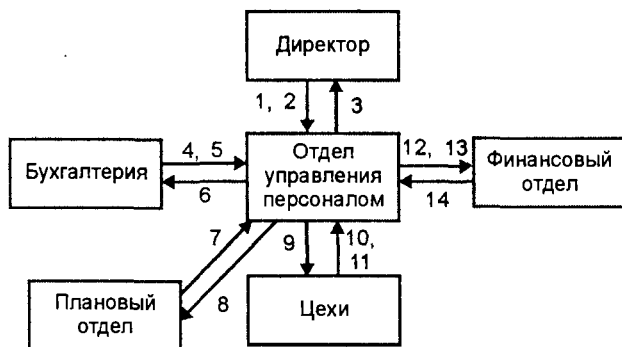 Директор
1, 2
3
Бухгалтерия
4, 5
6
Отдел
управления
персоналом
12, 13
14
Финансовый
отдел
7
8
9
10,
11
Плановый
отдел
Цехи